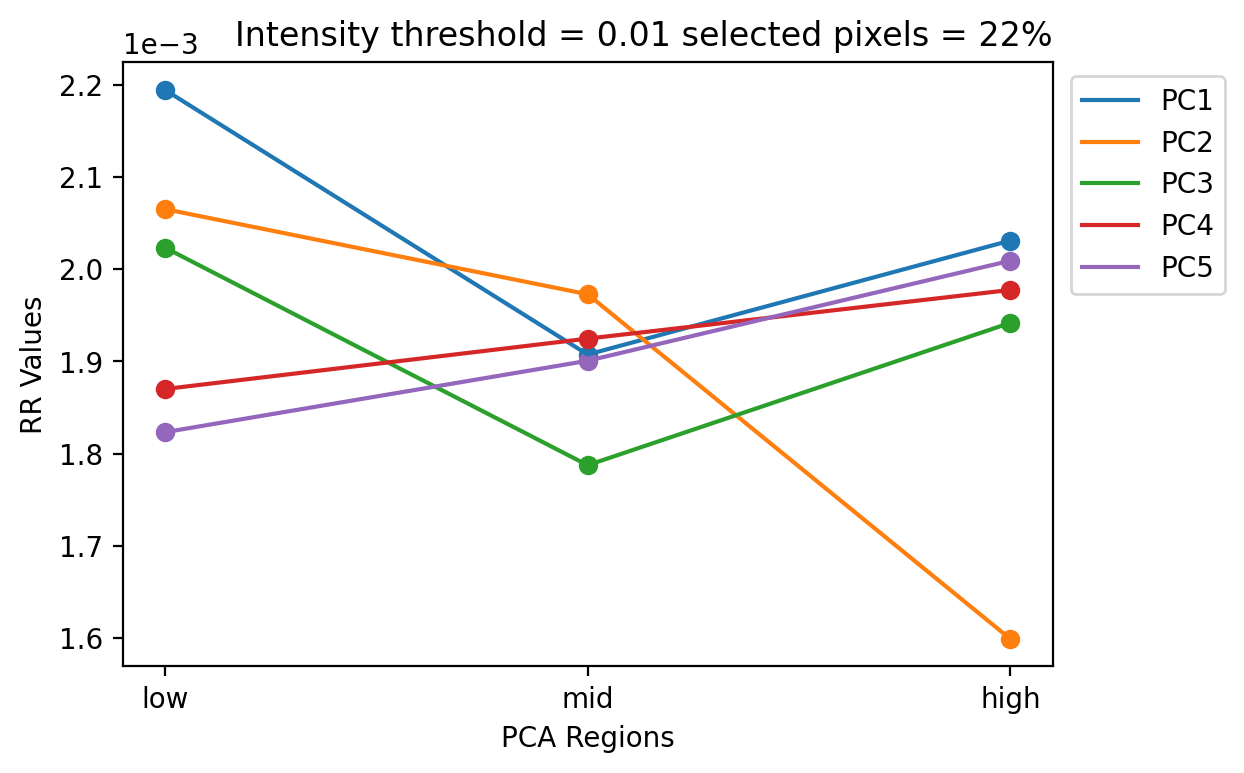 1e−3
Intensity threshold = 0.01 selected pixels = 22%
2.2
2.1
2.0
1.9
1.8
1.7
1.6
RR Values
low
mid
high
PCA Regions
PC1
PC2
PC3
PC4
PC5